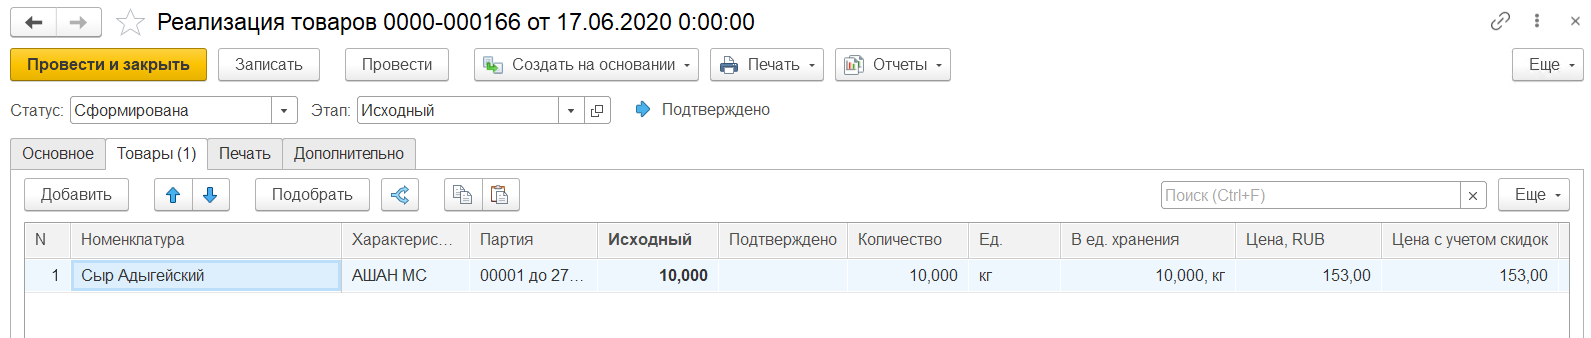 Реализация товаров 0000-000166 от 17.06.2020 0:00:00
Провести и закрыть Записать Провести Создать на основании Печать Отчеты Еще
Статус: Сформирована Этап: Исходный Подтверждено
Основное Товары (1) Печать Дополнительно
Добавить Подобрать Поиск (Ctrl+F) Еще
N Номенклатура Характерис... Партия Исходный Подтверждено Количество Ед. В ед. хранения Цена, RUB Цена с учетом скидок
1 Сыр Адыгейский АШАН МС 00001 до 27... 10,000 10,000 кг 10,000, кг 153,00 153,00